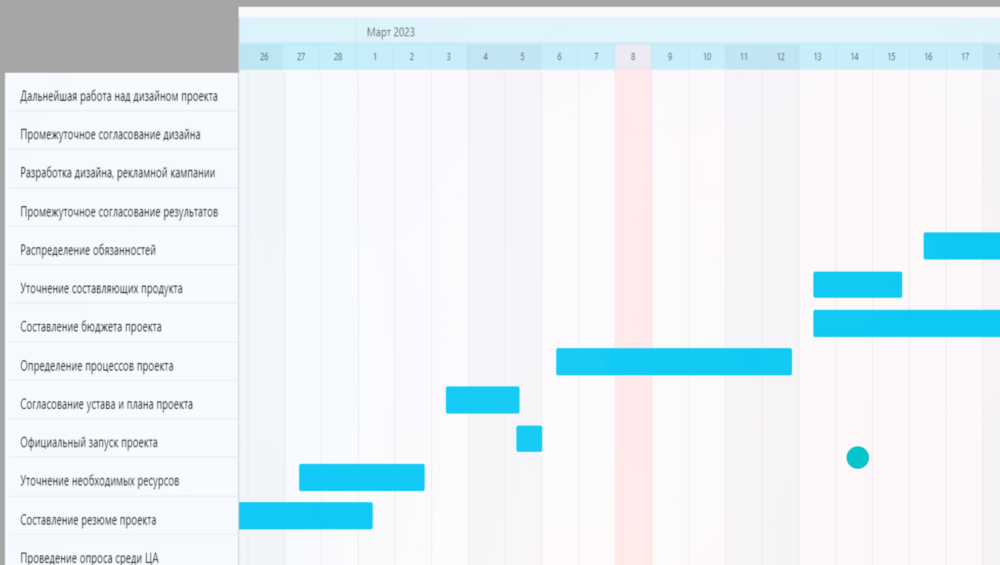 Март 2023
26 27 28 1 2 3 4 5 6 7 8 9 10 11 12 13 14 15 16 17
Дальнейшая работа над дизайном проекта
Промежуточное согласование дизайна
Разработка дизайна, рекламной кампании
Промежуточное согласование результатов
Распределение обязанностей
Уточнение составляющих продукта
Составление бюджета проекта
Определение процессов проекта
Согласование устава и плана проекта
Официальный запуск проекта
Уточнение необходимых ресурсов
Составление резюме проекта
Проведение опроса среди ЦА